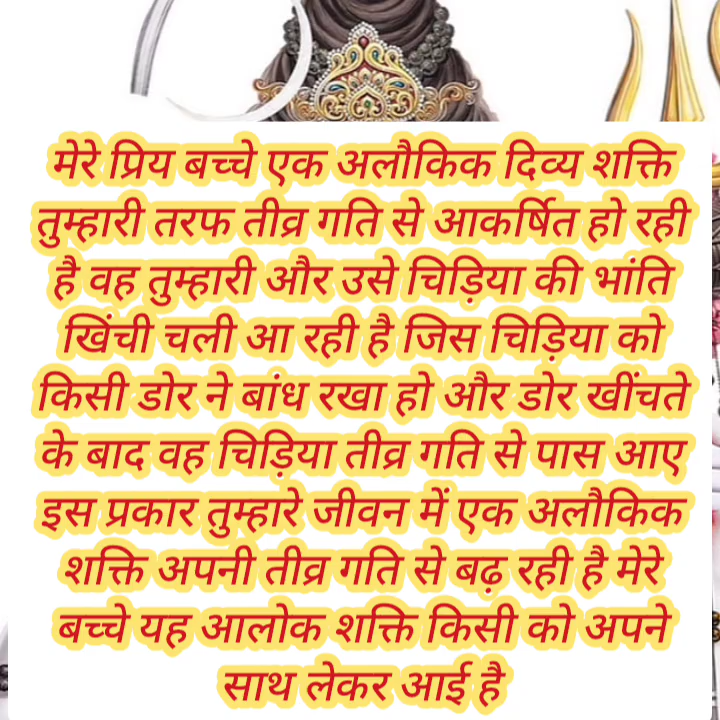 मेरे प्रिय बच्चे एक अलौकिक दिव्य शक्ति
तुम्हारी तरफ तीव्र गति से आकर्षित हो रही
है वह तुम्हारी और उसे चिड़िया की भांति
खिंची चली आ रही है जिस चिड़िया को
किसी डोर ने बांध रखा हो और डोर खींचते
के बाद वह चिड़िया तीव्र गति से पास आए
इस प्रकार तुम्हारे जीवन में एक अलौकिक
शक्ति अपनी तीव्र गति से बढ़ रही है मेरे
बच्चे यह आलोक शक्ति किसी को अपने
साथ लेकर आई है